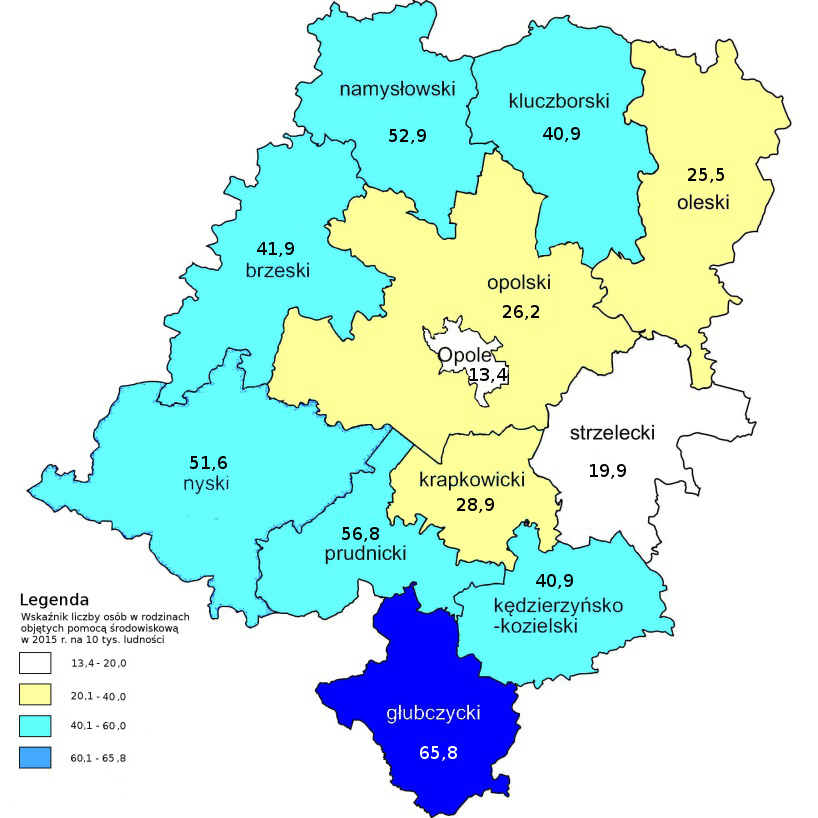 namysłowski
52,9
kluczborski
40,9
25,5
oleski
41,9
brzeski
opolski
26,2
Opole
13,4
strzelecki
19,9
51,6
nyski
krapkowicki
28,9
56,8
prudnicki
40,9
kędzierzyńsko
-kozielski
głubczycki
65,8
Legenda
Wskaźnik liczby osób w rodzinach
objętych pomocą środowiskową
w 2015 r. na 10 tys. ludności
13,4 - 20,0
20,1 - 40,0
40,1 - 60,0
60,1 - 65,8